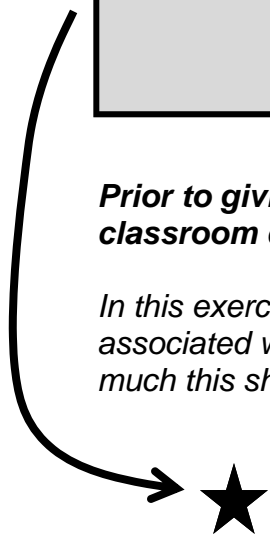 Prior to givi
classroom
In this exerc
associated
much this sh